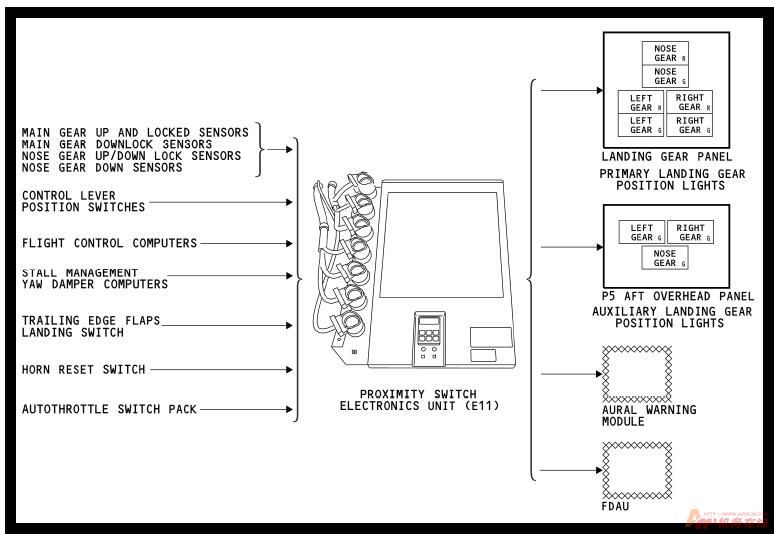 MAIN GEAR UP AND LOCKED SENSORS
MAIN GEAR DOWNLOCK SENSORS
NOSE GEAR UP/DOWN LOCK SENSORS
NOSE GEAR DOWN SENSORS
CONTROL LEVER
POSITION SWITCHES
FLIGHT CONTROL COMPUTERS
STALL MANAGEMENT
YAW DAMPER COMPUTERS
TRAILING EDGE FLAPS
LANDING SWITCH
HORN RESET SWITCH
AUTOTHROTTLE SWITCH PACK
PROXIMITY SWITCH
ELECTRONICS UNIT (E11)
NOSE
GEAR R
NOSE
GEAR G
LEFT
GEAR R
RIGHT
GEAR R
LEFT
GEAR G
RIGHT
GEAR G
LANDING GEAR PANEL
PRIMARY LANDING GEAR
POSITION LIGHTS
LEFT
GEAR G
RIGHT
GEAR G
NOSE
GEAR G
P5 AFT OVERHEAD PANEL
AUXILIARY LANDING GEAR
POSITION LIGHTS
AURAL WARNING
MODULE
FDAU